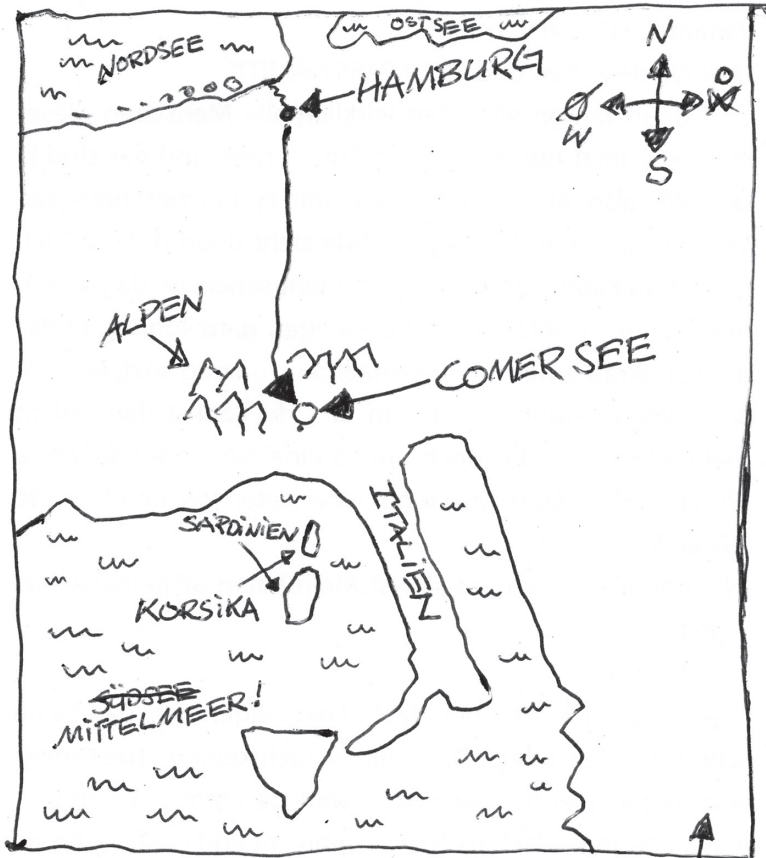 OSTSEE
NORDSEE
HAMBURG
N
O
W
S
ALPEN
COMER SEE
ITALIEN
SARDINIEN
KORSIKA
SÜDSEE
MITTELMEER!